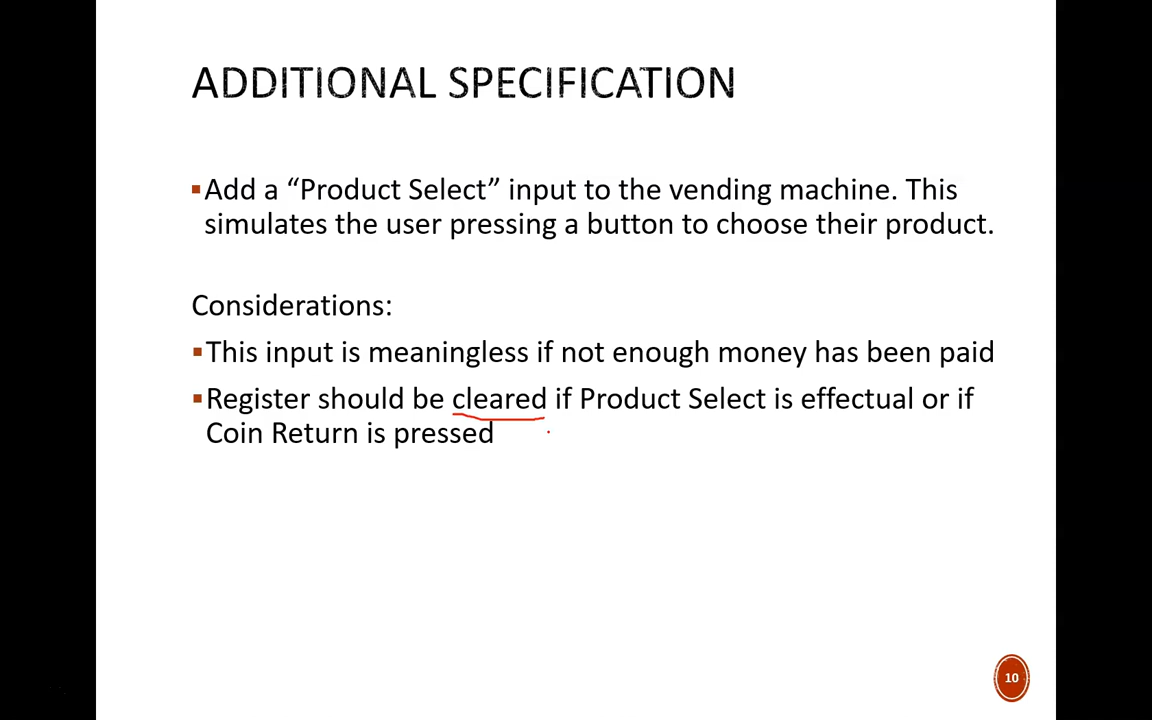 ADDITIONAL SPECIFICATION
▪Add a “Product Select” input to the vending machine. This
simulates the user pressing a button to choose their product.
Considerations:
▪This input is meaningless if not enough money has been paid
▪Register should be cleared if Product Select is effectual or if
Coin Return is pressed
10